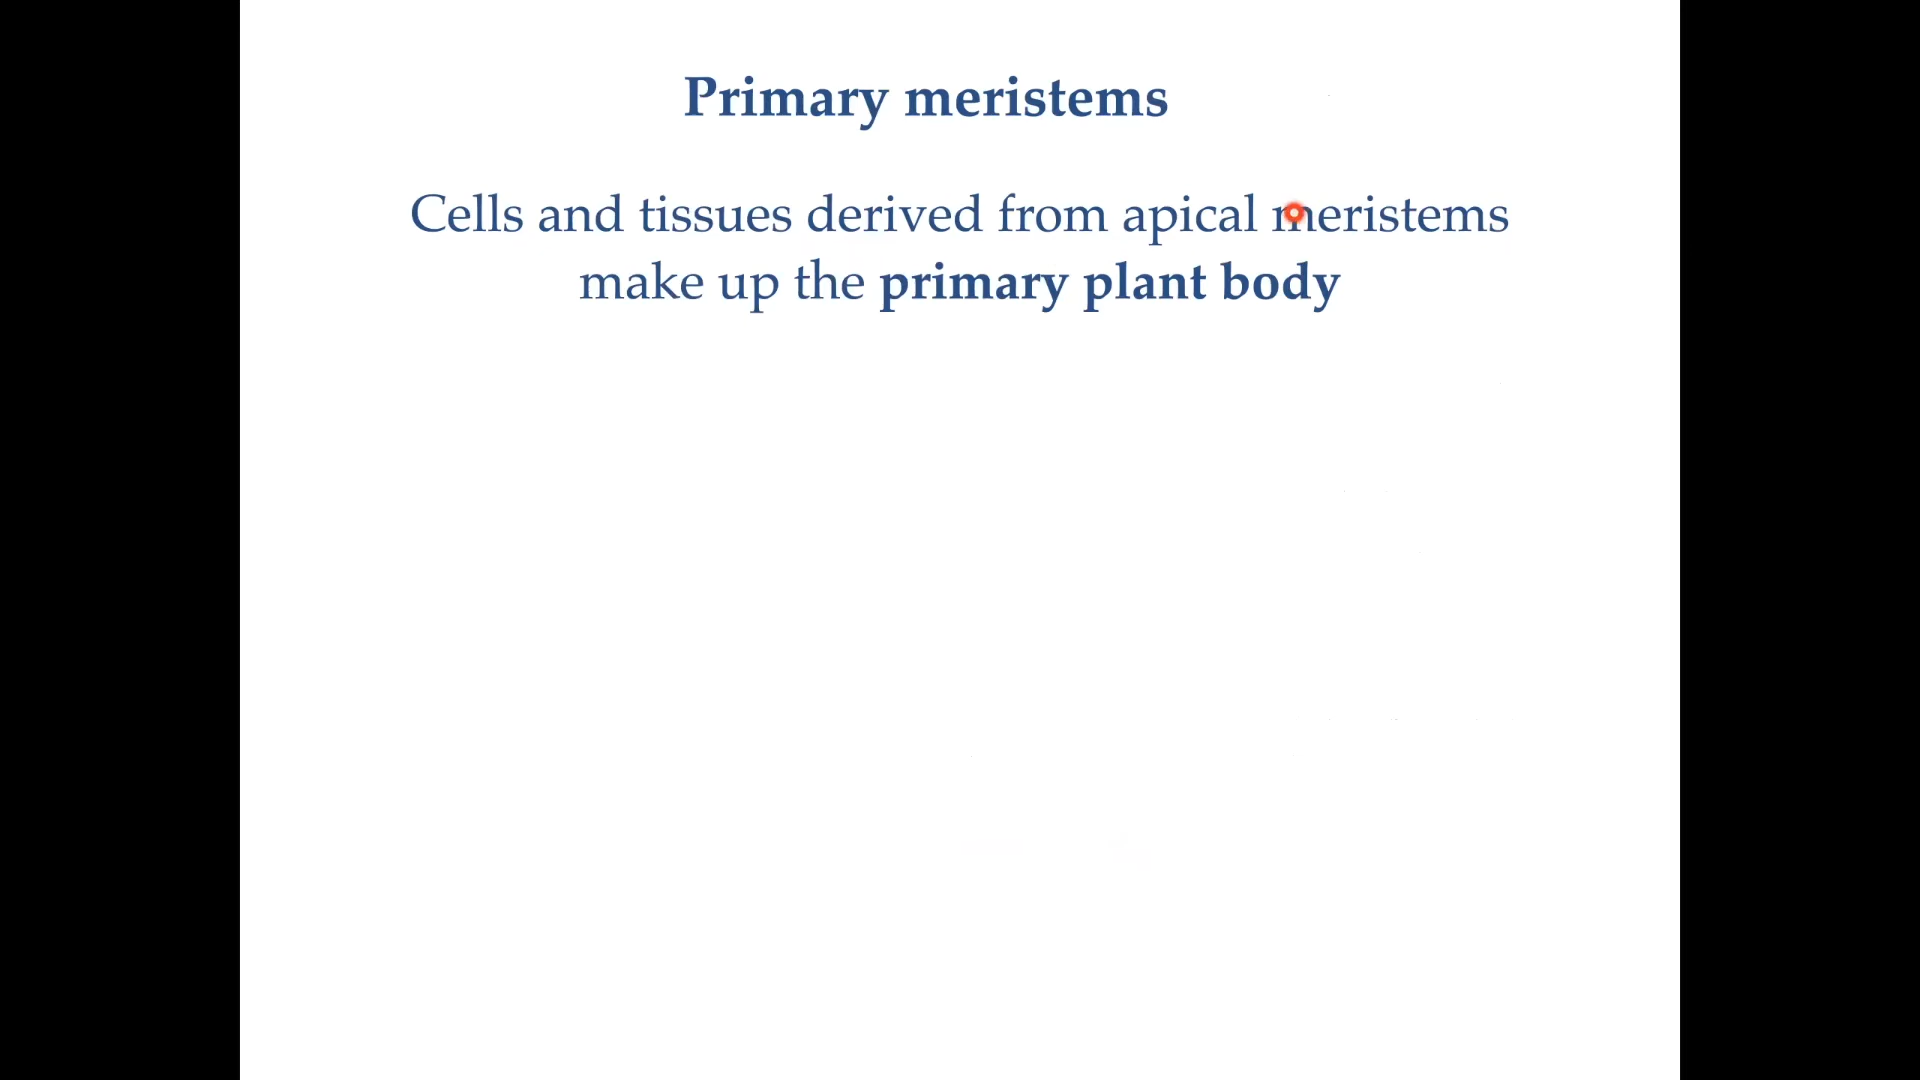 Primary meristems
Cells and tissues derived from apical meristems
make up the primary plant body